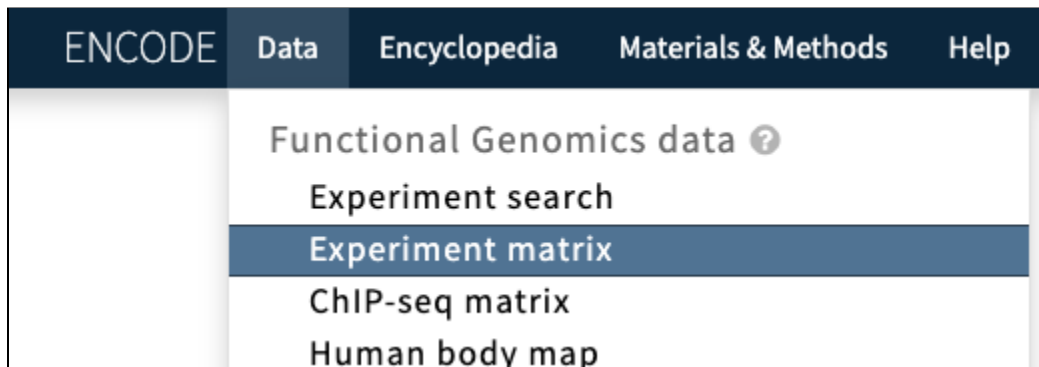 ENCODE Data Encyclopedia Materials & Methods Help
Functional Genomics data ?
Experiment search
Experiment matrix
ChIP-seq matrix
Human body map